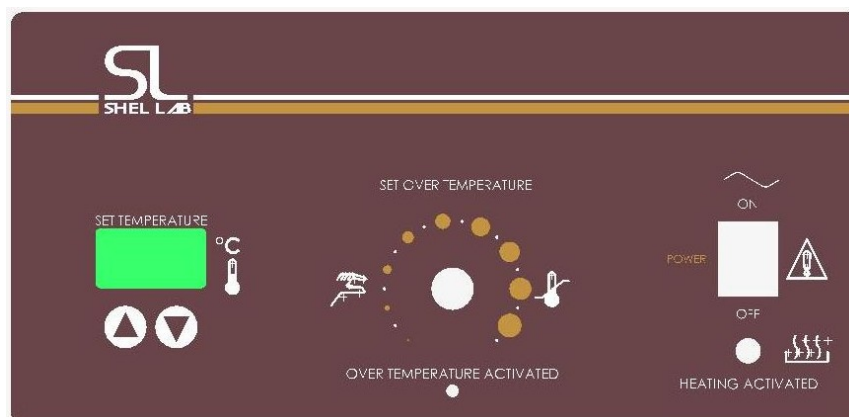 SL
SHEL LAB
SET OVER TEMPERATURE
ON
SET TEMPERATURE
°C
POWER
OFF
OVER TEMPERATURE ACTIVATED
HEATING ACTIVATED